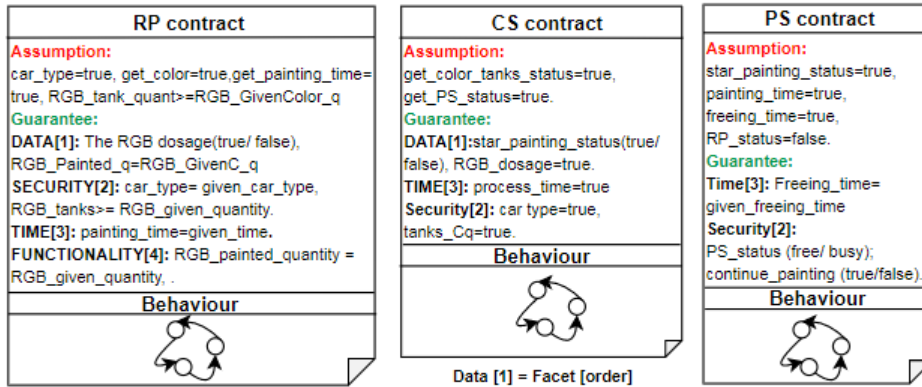 RP contract
Assumption:
car_type=true, get_color=true,get_painting_time=
true, RGB_tank_quant>=RGB_GivenColor_q
Guarantee:
DATA[1]: The RGB dosage(true/ false),
RGB_Painted_q=RGB_GivenC_q
SECURITY[2]: car_type= given_car_type,
RGB_tanks>= RGB_given_quantity.
TIME[3]: painting_time=given_time.
FUNCTIONALITY[4]: RGB_painted_quantity =
RGB_given_quantity, .
Behaviour
CS contract
Assumption:
get_color_tanks_status=true,
get_PS_status=true.
Guarantee:
DATA[1]:star_painting_status(true/
false), RGB_dosage=true.
TIME[3]: process_time=true
Security[2]: car type=true,
tanks_Cq=true.
Behaviour
PS contract
Assumption:
star_painting_status=true,
painting_time=true,
freeing_time=true,
RP_status=false.
Guarantee:
Time[3]: Freeing_time=
given_freeing_time
Security[2]:
PS_status (free/ busy);
continue_painting (true/false).
Behaviour
Data [1] = Facet [order]